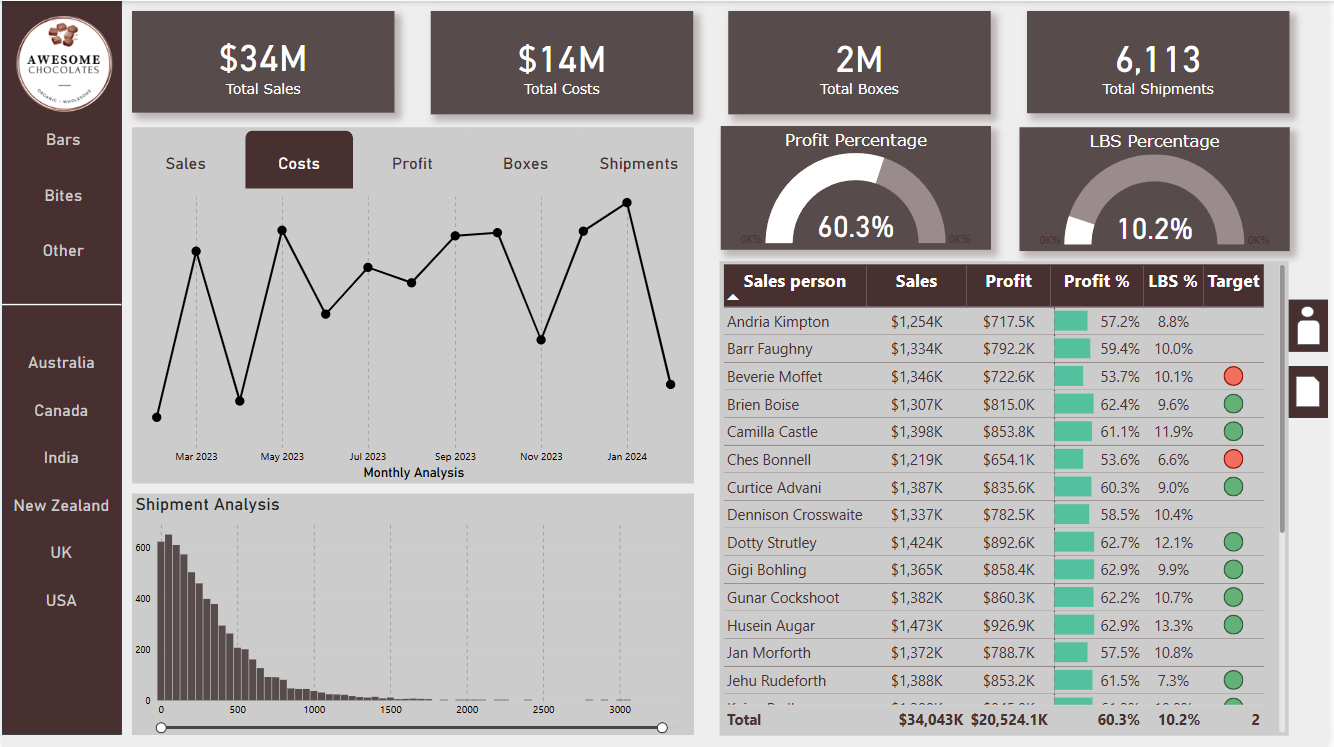 AWESOME
CHOCOLATES
ORGANIC - WHOLESOME
Bars
Bites
Other
Australia
Canada
India
New Zealand
UK
USA
$34M
Total Sales
$14M
Total Costs
2M
Total Boxes
6,113
Total Shipments
Sales Costs Profit Boxes Shipments
Mar 2023 May 2023 Jul 2023 Sep 2023 Nov 2023 Jan 2024
Monthly Analysis
Shipment Analysis
600
400
200
0
0 500 1000 1500 2000 2500 3000
Profit Percentage
60.3%
0K% 0K%
LBS Percentage
10.2%
0K% 0K%
Sales person Sales Profit Profit % LBS % Target
Andria Kimpton $1,254K $717.5K 57.2% 8.8%
Barr Faughny $1,334K $792.2K 59.4% 10.0%
Beverie Moffet $1,346K $722.6K 53.7% 10.1%
Brien Boise $1,307K $815.0K 62.4% 9.6%
Camilla Castle $1,398K $853.8K 61.1% 11.9%
Ches Bonnell $1,219K $654.1K 53.6% 6.6%
Curtice Advani $1,387K $835.6K 60.3% 9.0%
Dennison Crosswaite $1,337K $782.5K 58.5% 10.4%
Dotty Strutley $1,424K $892.6K 62.7% 12.1%
Gigi Bohling $1,365K $858.4K 62.9% 9.9%
Gunar Cockshoot $1,382K $860.3K 62.2% 10.7%
Husein Augar $1,473K $926.9K 62.9% 13.3%
Jan Morforth $1,372K $788.7K 57.5% 10.8%
Jehu Rudeforth $1,388K $853.2K 61.5% 7.3%
Total $34,043K $20,524.1K 60.3% 10.2% 2